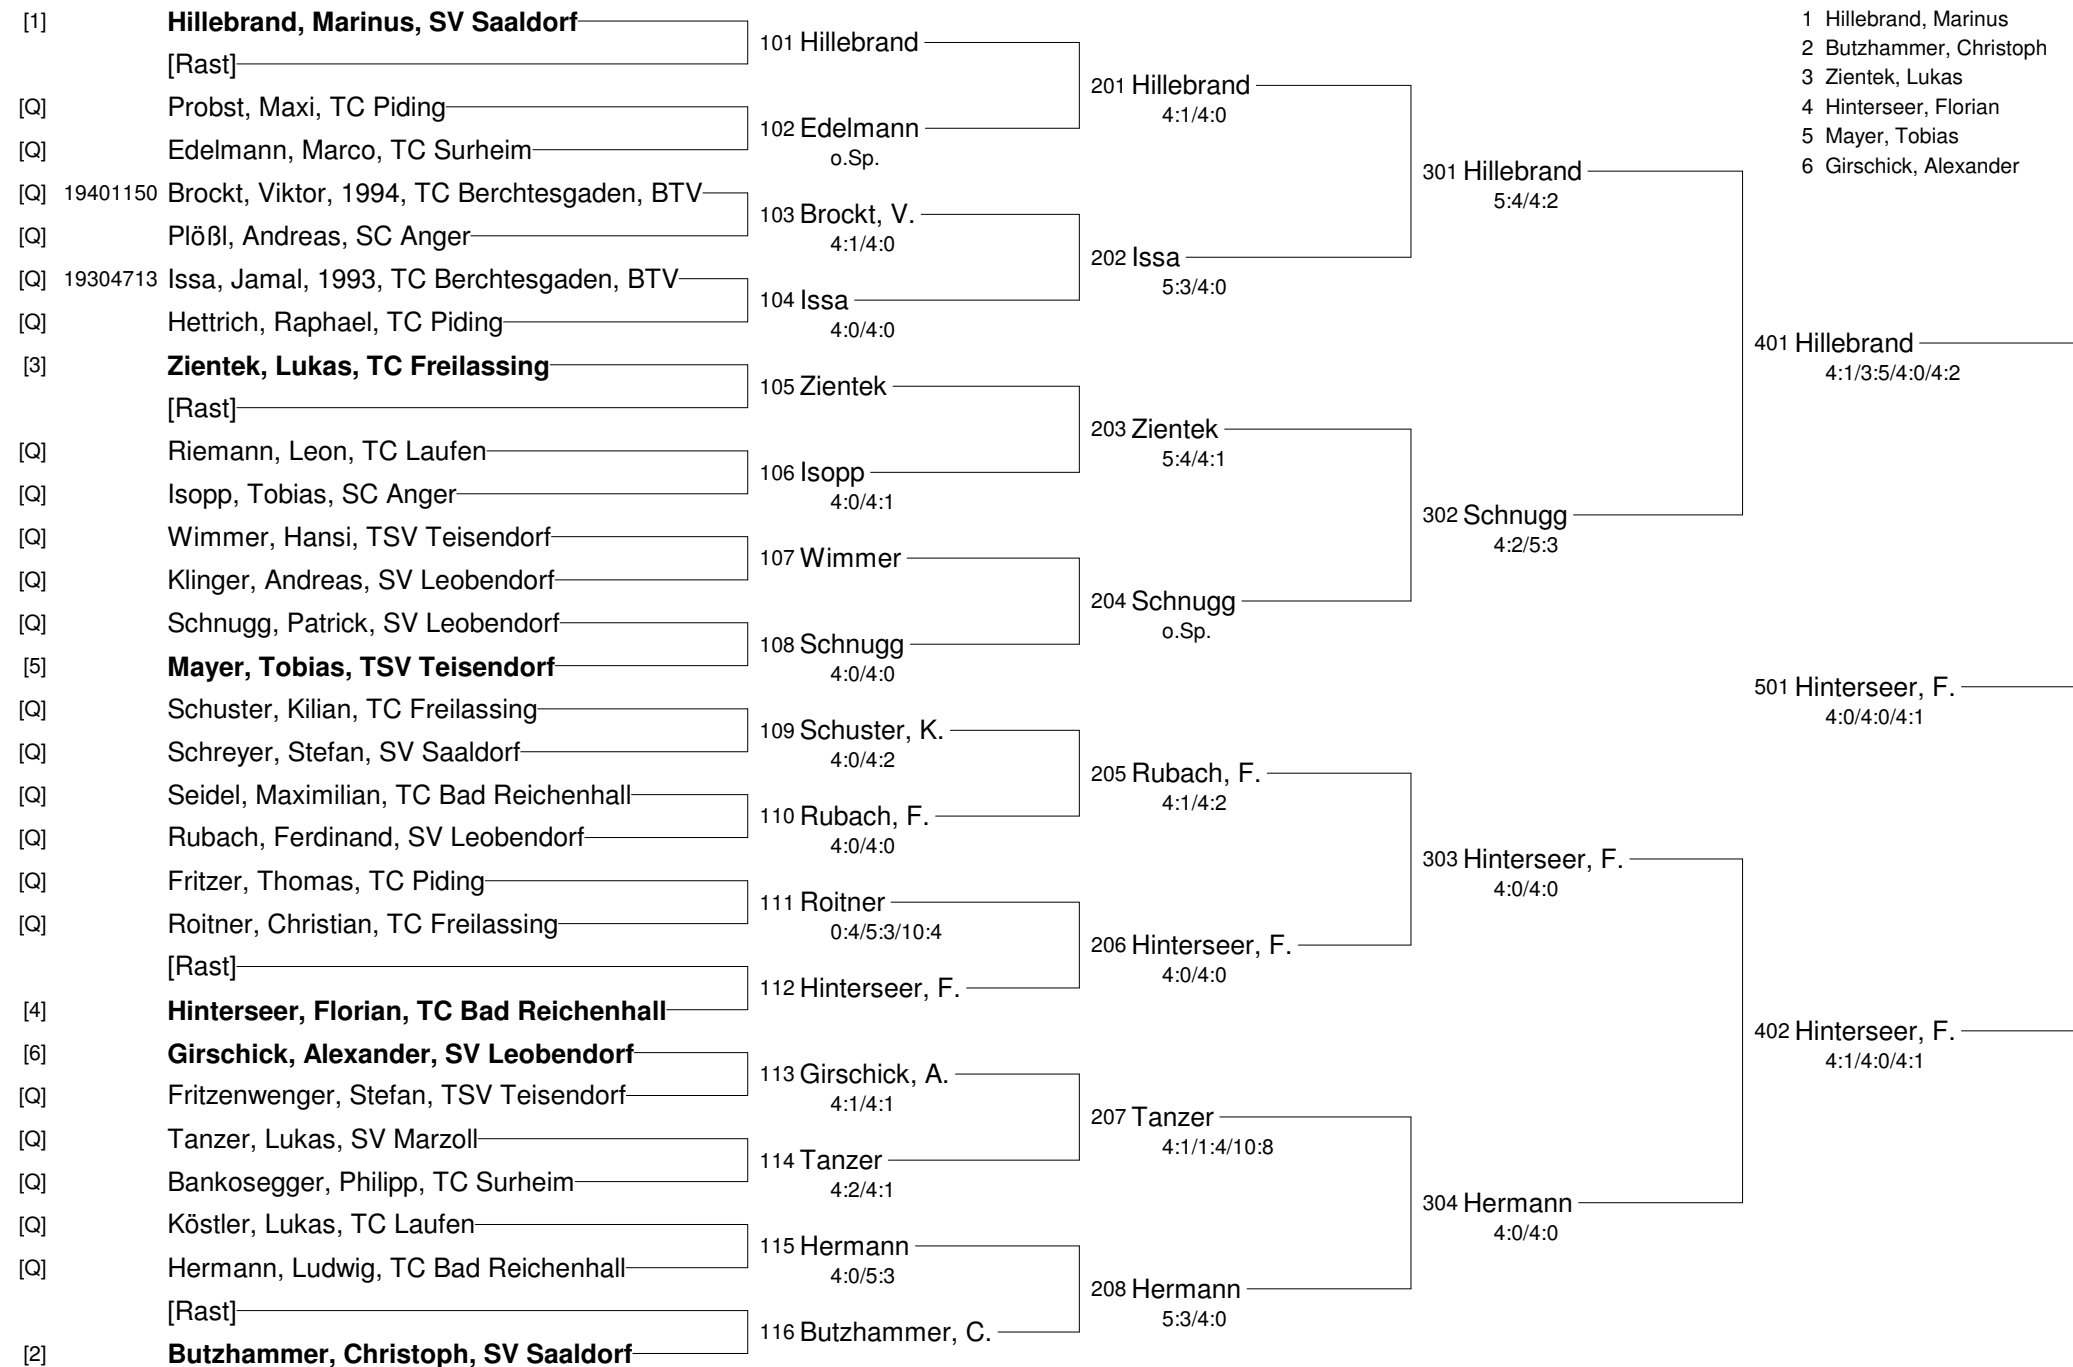 [1] Hillebrand, Marinus, SV Saaldorf
[Rast]
[Q] Probst, Maxi, TC Piding
[Q] Edelmann, Marco, TC Surheim
[Q] 19401150 Brockt, Viktor, 1994, TC Berchtesgaden, BTV
[Q] Plößl, Andreas, SC Anger
[Q] 19304713 Issa, Jamal, 1993, TC Berchtesgaden, BTV
[Q] Hettrich, Raphael, TC Piding
[3] Zientek, Lukas, TC Freilassing
[Rast]
[Q] Riemann, Leon, TC Laufen
[Q] Isopp, Tobias, SC Anger
[Q] Wimmer, Hansi, TSV Teisendorf
[Q] Klinger, Andreas, SV Leobendorf
[Q] Schnugg, Patrick, SV Leobendorf
[5] Mayer, Tobias, TSV Teisendorf
[Q] Schuster, Kilian, TC Freilassing
[Q] Schreyer, Stefan, SV Saaldorf
[Q] Seidel, Maximilian, TC Bad Reichenhall
[Q] Rubach, Ferdinand, SV Leobendorf
[Q] Fritzer, Thomas, TC Piding
[Q] Roitner, Christian, TC Freilassing
[Rast]
[4] Hinterseer, Florian, TC Bad Reichenhall
[6] Girschick, Alexander, SV Leobendorf
[Q] Fritzenwenger, Stefan, TSV Teisendorf
[Q] Tanzer, Lukas, SV Marzoll
[Q] Bankosegger, Philipp, TC Surheim
[Q] Köstler, Lukas, TC Laufen
[Q] Hermann, Ludwig, TC Bad Reichenhall
[Rast]
[2] Butzhammer, Christoph, SV Saaldorf
101 Hillebrand
102 Edelmann
o.Sp.
103 Brockt, V.
4:1/4:0
104 Issa
4:0/4:0
105 Zientek
106 Isopp
4:0/4:1
107 Wimmer
108 Schnugg
4:0/4:0
109 Schuster, K.
4:0/4:2
110 Rubach, F.
4:0/4:0
111 Roitner
0:4/5:3/10:4
112 Hinterseer, F.
113 Girschick, A.
4:1/4:1
114 Tanzer
4:2/4:1
115 Hermann
4:0/5:3
116 Butzhammer, C.
201 Hillebrand
4:1/4:0
202 Issa
5:3/4:0
203 Zientek
5:4/4:1
204 Schnugg
o.Sp.
205 Rubach, F.
4:1/4:2
206 Hinterseer, F.
4:0/4:0
207 Tanzer
4:1/1:4/10:8
208 Hermann
5:3/4:0
301 Hillebrand
5:4/4:2
302 Schnugg
4:2/5:3
303 Hinterseer, F.
4:0/4:0
304 Hermann
4:0/4:0
1 Hillebrand, Marinus
2 Butzhammer, Christoph
3 Zientek, Lukas
4 Hinterseer, Florian
5 Mayer, Tobias
6 Girschick, Alexander
401 Hillebrand
4:1/3:5/4:0/4:2
501 Hinterseer, F.
4:0/4:0/4:1
402 Hinterseer, F.
4:1/4:0/4:1